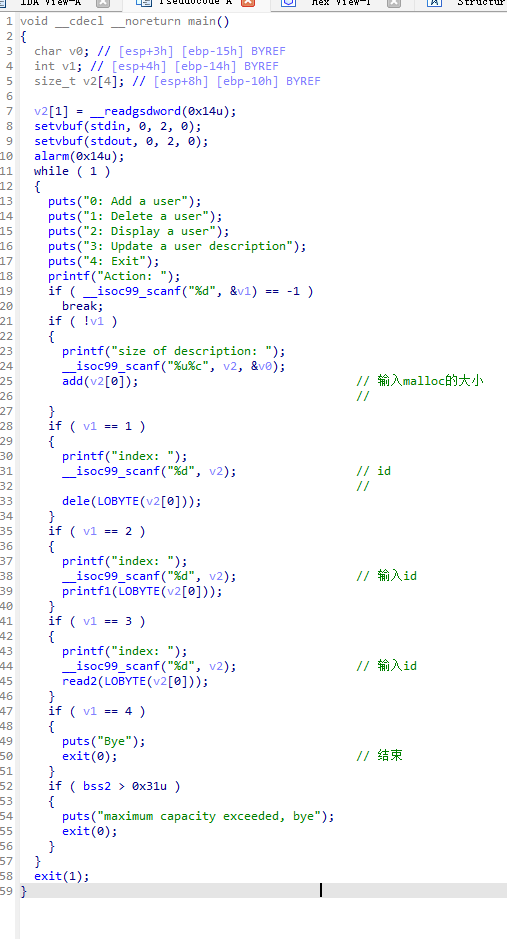 IDA View-A Pseudocode-A Hex View-1 A Structur
1 void __cdecl __noreturn main()
2 {
3 char v0; // [esp+3h] [ebp-15h] BYREF
4 int v1; // [esp+4h] [ebp-14h] BYREF
5 size_t v2[4]; // [esp+8h] [ebp-10h] BYREF
6
7 v2[1] = __readgsdword(0x14u);
8 setvbuf(stdin, 0, 2, 0);
9 setvbuf(stdout, 0, 2, 0);
10 alarm(0x14u);
11 while ( 1 )
12 {
13 puts("0: Add a user");
14 puts("1: Delete a user");
15 puts("2: Display a user");
16 puts("3: Update a user description");
17 puts("4: Exit");
18 printf("Action: ");
19 if ( __isoc99_scanf("%d", &v1) == -1 )
20 break;
21 if ( !v1 )
22 {
23 printf("size of description: ");
24 __isoc99_scanf("%u%c", v2, &v0);
25 add(v2[0]); // 输入malloc的大小
26 //
27 }
28 if ( v1 == 1 )
29 {
30 printf("index: ");
31 __isoc99_scanf("%d", v2); // id
32 //
33 dele(LOBYTE(v2[0]));
34 }
35 if ( v1 == 2 )
36 {
37 printf("index: ");
38 __isoc99_scanf("%d", v2); // 输入id
39 printf1(LOBYTE(v2[0]));
40 }
41 if ( v1 == 3 )
42 {
43 printf("index: ");
44 __isoc99_scanf("%d", v2); // 输入id
45 read2(LOBYTE(v2[0]));
46 }
47 if ( v1 == 4 )
48 {
49 puts("Bye");
50 exit(0); // 结束
51 }
52 if ( bss2 > 0x31u )
53 {
54 puts("maximum capacity exceeded, bye");
55 exit(0);
56 }
57 }
58 exit(1);
59 }